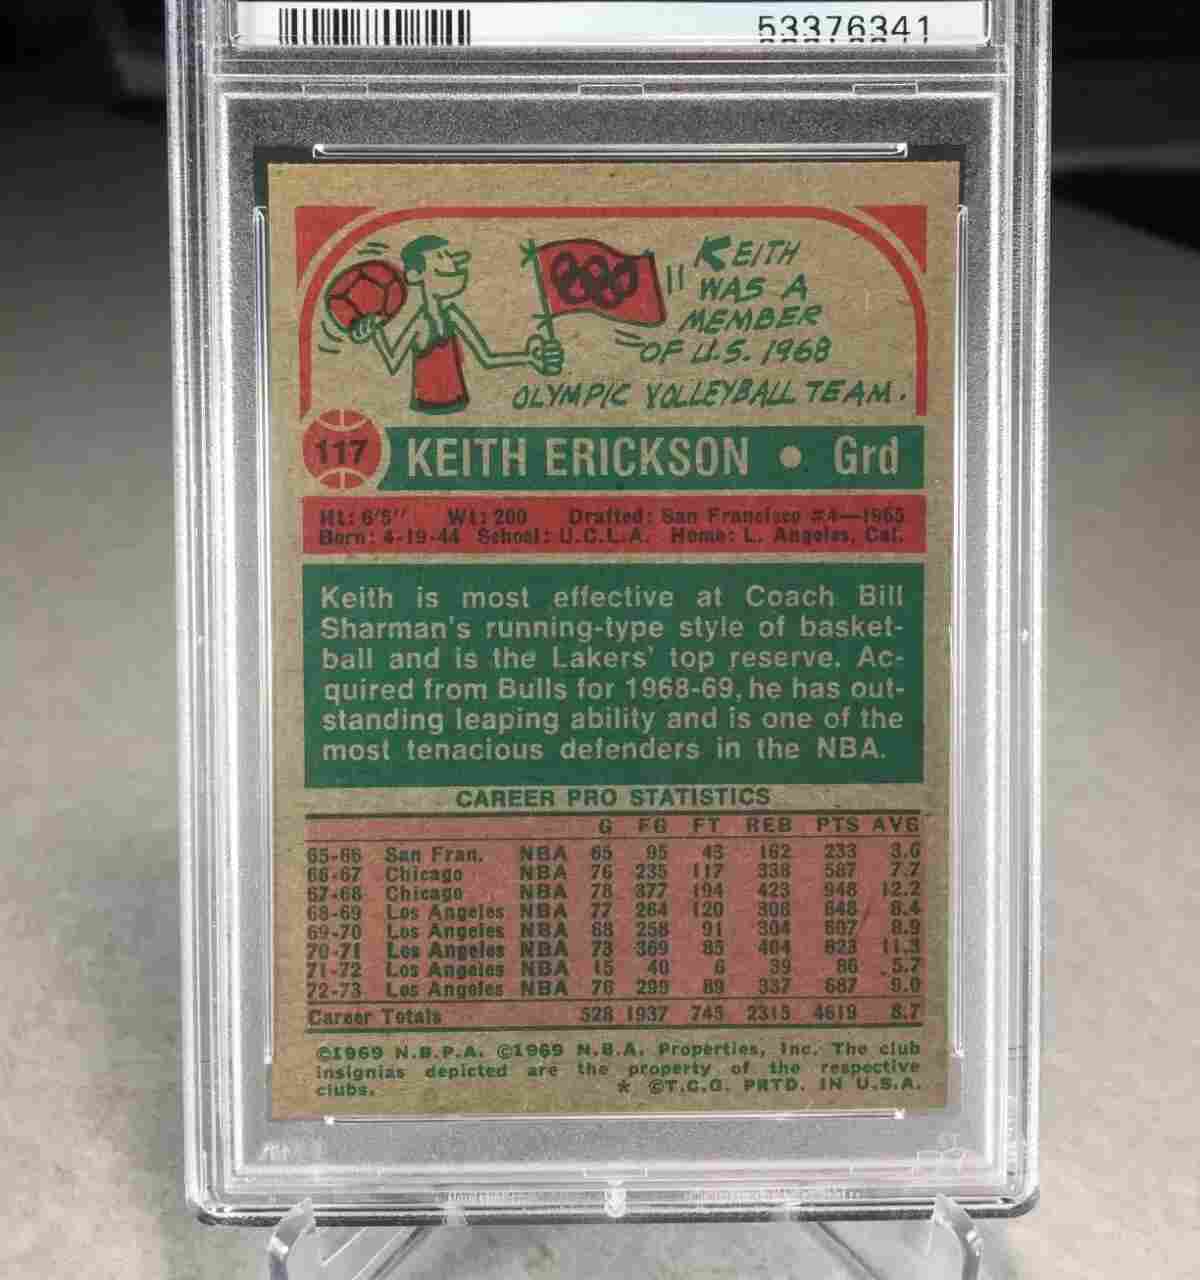 53376341
KEITH
WAS A
MEMBER
OF U.S. 1968
OLYMPIC VOLLEYBALL TEAM.
117 KEITH ERICKSON • Grd
Ht: 6'5" Wt: 200 Drafted: San Francisco #4—1965
Born: 4-19-44 School: U.C.L.A. Home: L. Angeles, Cal.
Keith is most effective at Coach Bill
Sharman's running-type style of basket-
ball and is the Lakers' top reserve. Ac-
quired from Bulls for 1968-69, he has out-
standing leaping ability and is one of the
most tenacious defenders in the NBA.
CAREER PRO STATISTICS
G FG FT REB PTS AVG
65-66 San Fran. NBA 65 95 43 162 233 3.6
66-67 Chicago NBA 76 235 117 338 587 7.7
67-68 Chicago NBA 78 377 194 423 948 12.2
68-69 Los Angeles NBA 77 264 120 308 648 8.4
69-70 Los Angeles NBA 68 258 91 304 607 8.9
70-71 Los Angeles NBA 73 369 85 404 823 11.3
71-72 Los Angeles NBA 15 40 6 39 86 5.7
72-73 Los Angeles NBA 76 299 89 337 687 9.0
Career Totals 528 1937 745 2315 4619 8.7
©1969 N.B.P.A. ©1969 N.B.A. Properties, Inc. The club
insignias depicted are the property of the respective
clubs. * ©T.C.G. PRTD. IN U.S.A.